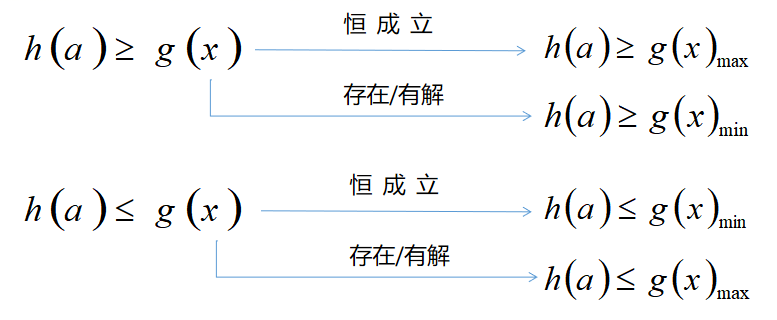 恒 成 立
h(a)≥ g(x) h(a)≥ g(x)max
存在/有解
h(a)≥ g(x)min
恒 成 立
h(a)≤ g(x) h(a)≤ g(x)min
存在/有解
h(a)≤ g(x)max